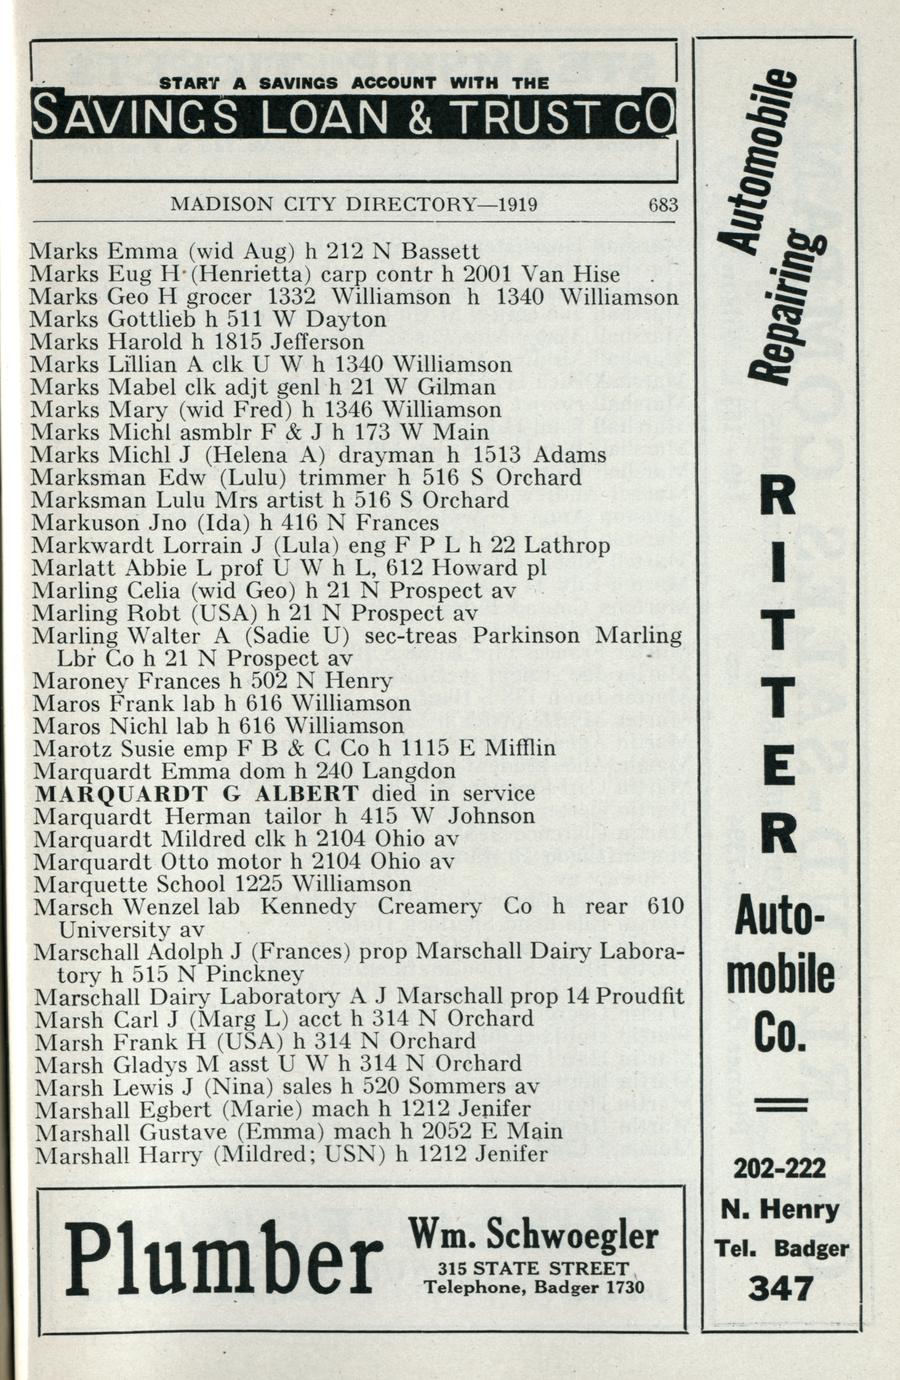 START A SAVINGS ACCOUNT WITH THE
SAVINGS LOAN & TRUST CO
MADISON CITY DIRECTORY—1919 683
Marks Emma (wid Aug) h 212 N Bassett
Marks Eug H (Henrietta) carp contr h 2001 Van Hise
Marks Geo H grocer 1332 Williamson h 1340 Williamson
Marks Gottlieb h 511 W Dayton
Marks Harold h 1815 Jefferson
Marks Lillian A clk U W h 1340 Williamson
Marks Mabel clk adjt genl h 21 W Gilman
Marks Mary (wid Fred) h 1346 Williamson
Marks Michl asmblr F & J h 173 W Main
Marks Michl J (Helena A) drayman h 1513 Adams
Marksman Edw (Lulu) trimmer h 516 S Orchard
Marksman Lulu Mrs artist h 516 S Orchard
Markuson Jno (Ida) h 416 N Frances
Markwardt Lorrain J (Lula) eng F P L h 22 Lathrop
Marlatt Abbie L prof U W h L, 612 Howard pl
Marling Celia (wid Geo) h 21 N Prospect av
Marling Robt (USA) h 21 N Prospect av
Marling Walter A (Sadie U) sec-treas Parkinson Marling
Lbr Co h 21 N Prospect av
Maroney Frances h 502 N Henry
Maros Frank lab h 616 Williamson
Maros Nichl lab h 616 Williamson
Marotz Susie emp F B & C Co h 1115 E Mifflin
Marquardt Emma dom h 240 Langdon
MARQUARDT G ALBERT died in service
Marquardt Herman tailor h 415 W Johnson
Marquardt Mildred clk h 2104 Ohio av
Marquardt Otto motor h 2104 Ohio av
Marquette School 1225 Williamson
Marsch Wenzel lab Kennedy Creamery Co h rear 610
University av
Marschall Adolph J (Frances) prop Marschall Dairy Labora-
tory h 515 N Pinckney
Marschall Dairy Laboratory A J Marschall prop 14 Proudfit
Marsh Carl J (Marg L) acct h 314 N Orchard
Marsh Frank H (USA) h 314 N Orchard
Marsh Gladys M asst U W h 314 N Orchard
Marsh Lewis J (Nina) sales h 520 Sommers av
Marshall Egbert (Marie) mach h 1212 Jenifer
Marshall Gustave (Emma) mach h 2052 E Main
Marshall Harry (Mildred; USN) h 1212 Jenifer
Plumber
Wm. Schwoegler
315 STATE STREET
Telephone, Badger 1730
Automobile
Repairing
RITTER
Auto-
mobile
Co.
202-222
N. Henry
Tel. Badger
347